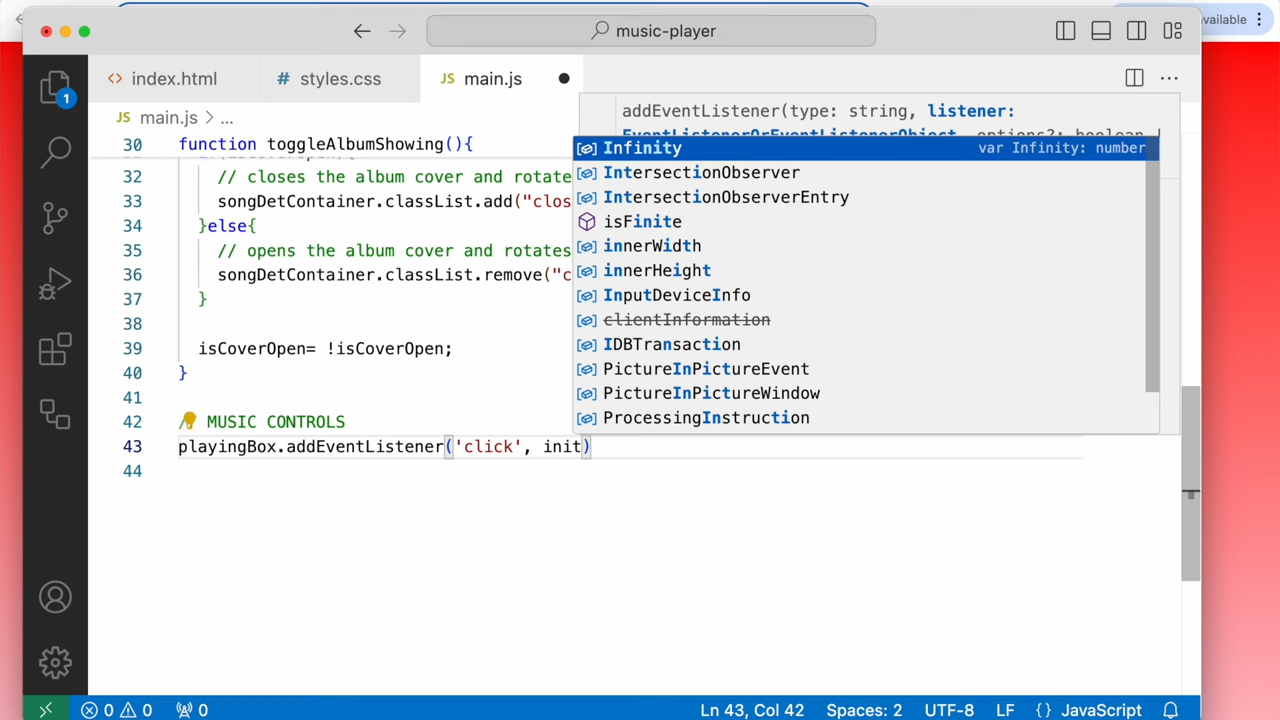 vailable
music-player
index.html
# styles.css
JS main.js
JS main.js > ...
addEventListener(type: string, listener:
EventListenerOrEventListenerObject, options?: boolean |
30 function toggleAlbumShowing(){
32 // closes the album cover and rotate
33 songDetContainer.classList.add("clos
34 }else{
35 // opens the album cover and rotates
36 songDetContainer.classList.remove("c
37 }
38
39 isCoverOpen= !isCoverOpen;
40 }
41
42 MUSIC CONTROLS
43 playingBox.addEventListener('click', init)
44
Infinity var Infinity: number
IntersectionObserver
IntersectionObserverEntry
isFinite
innerWidth
innerHeight
InputDeviceInfo
clientInformation
IDBTransaction
PictureInPictureEvent
PictureInPictureWindow
ProcessingInstruction
1
0 0 0
Ln 43, Col 42 Spaces: 2 UTF-8 LF {} JavaScript